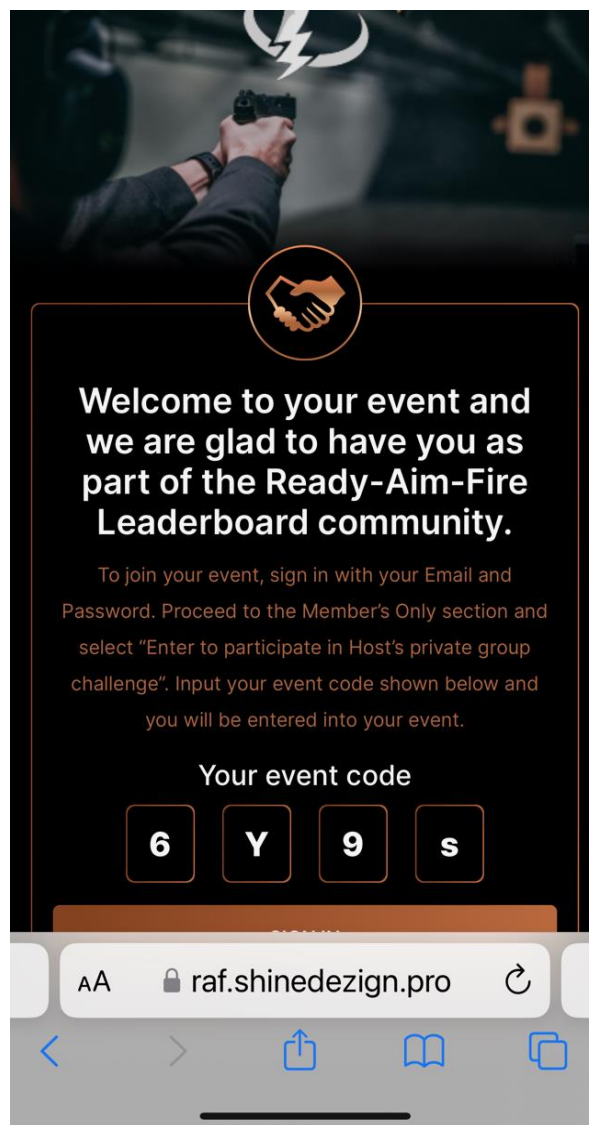 Welcome to your event and
we are glad to have you as
part of the Ready-Aim-Fire
Leaderboard community.
To join your event, sign in with your Email and
Password. Proceed to the Member’s Only section and
select “Enter to participate in Host’s private group
challenge”. Input your event code shown below and
you will be entered into your event.
Your event code
6 Y 9 s
AA raf.shinedezign.pro